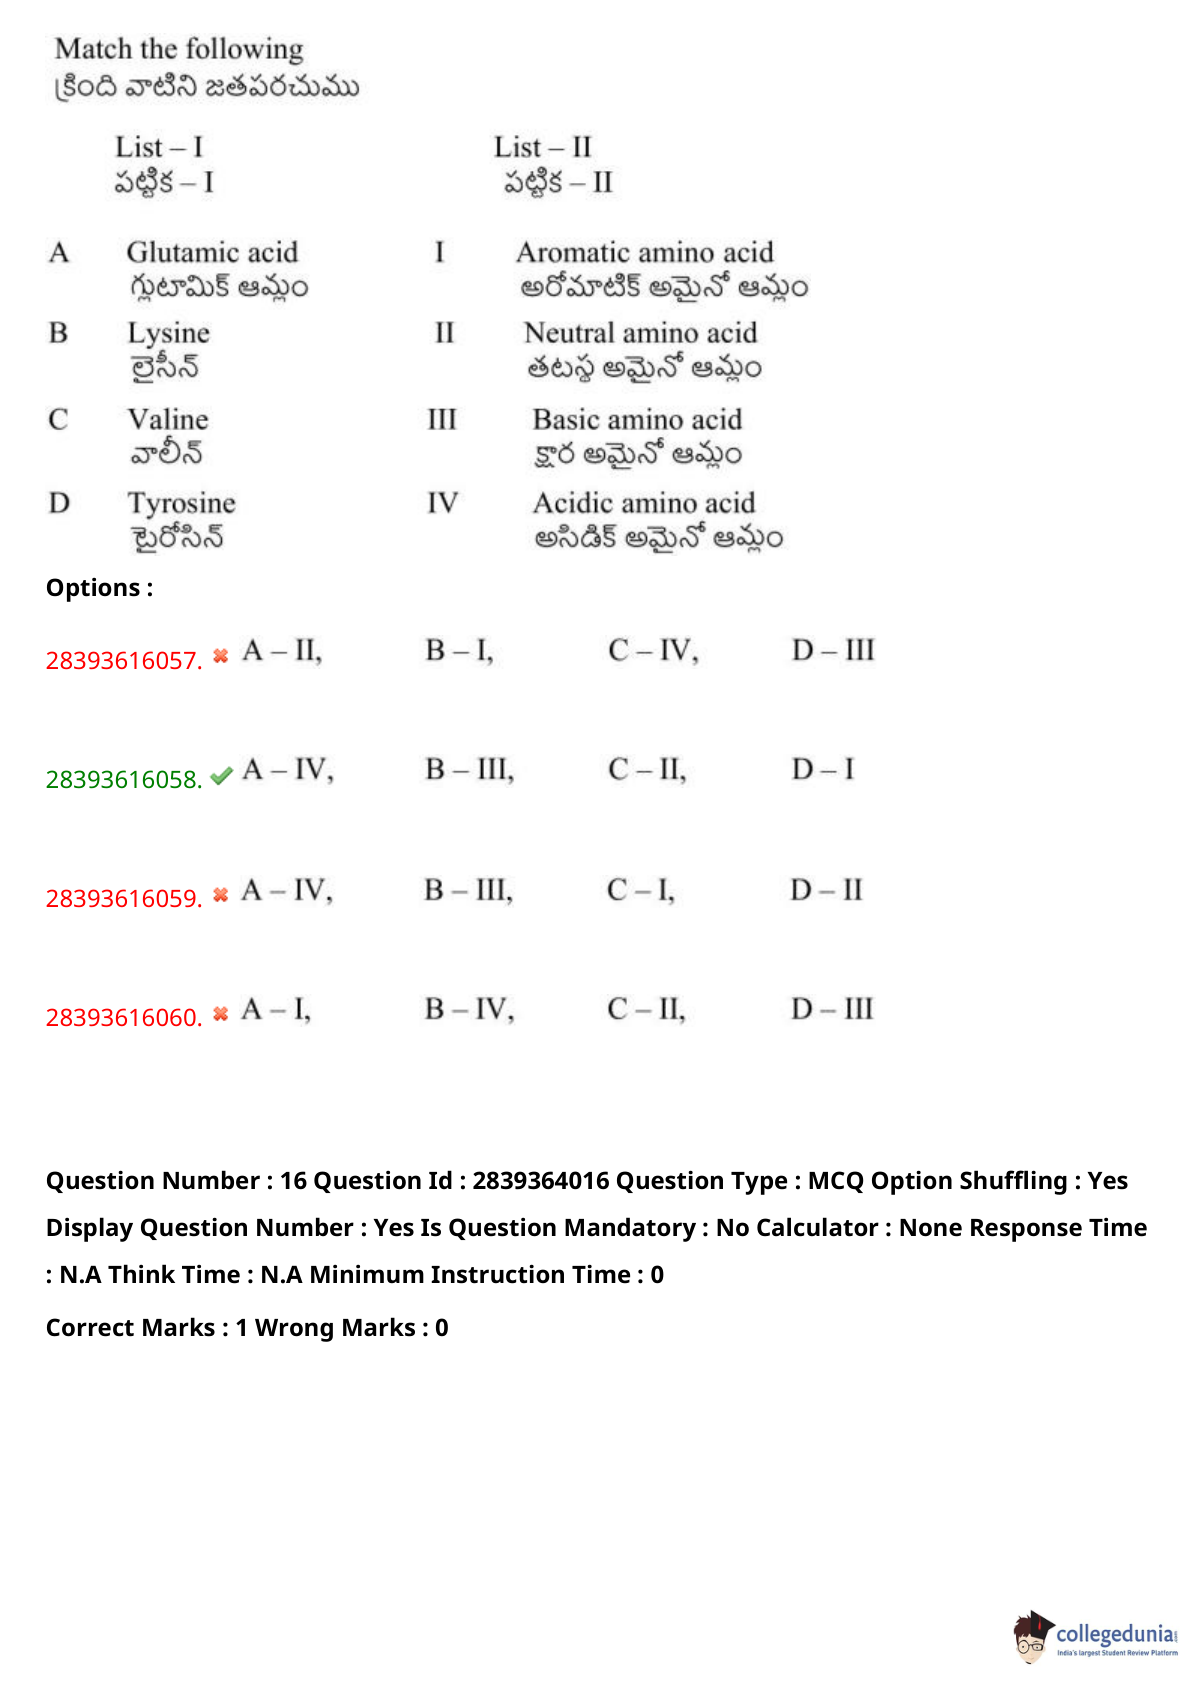 Match the following
క్రింది వాటిని జతపరచుము
List – I List – II
పట్టిక – I పట్టిక – II
A Glutamic acid I Aromatic amino acid
గ్లుటామిక్ ఆమ్లం అరోమాటిక్ అమైనో ఆమ్లం
B Lysine II Neutral amino acid
లైసీన్ తటస్థ అమైనో ఆమ్లం
C Valine III Basic amino acid
వాలీన్ క్షార అమైనో ఆమ్లం
D Tyrosine IV Acidic amino acid
టైరోసిన్ అసిడిక్ అమైనో ఆమ్లం
Options :
28393616057. A – II, B – I, C – IV, D – III
28393616058. A – IV, B – III, C – II, D – I
28393616059. A – IV, B – III, C – I, D – II
28393616060. A – I, B – IV, C – II, D – III
Question Number : 16 Question Id : 2839364016 Question Type : MCQ Option Shuffling : Yes
Display Question Number : Yes Is Question Mandatory : No Calculator : None Response Time
: N.A Think Time : N.A Minimum Instruction Time : 0
Correct Marks : 1 Wrong Marks : 0
collegedunia
India's largest Student Review Platform